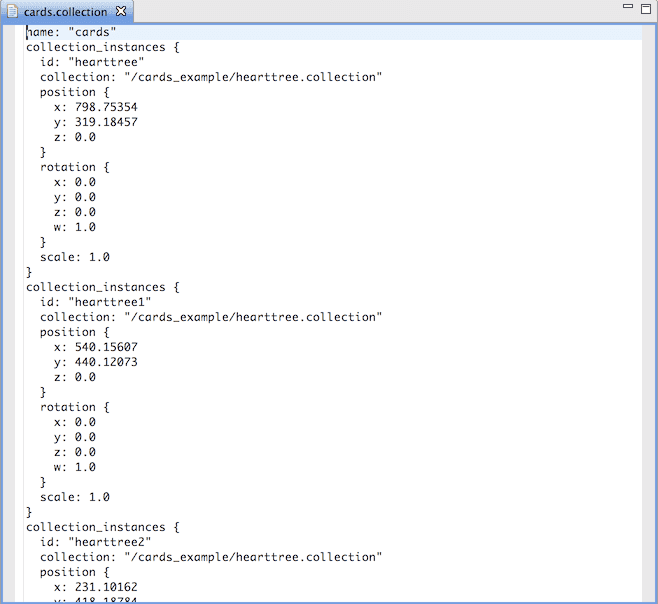 cards.collection
name: "cards"
collection_instances {
  id: "hearttree"
  collection: "/cards_example/hearttree.collection"
  position {
    x: 798.75354
    y: 319.18457
    z: 0.0
  }
  rotation {
    x: 0.0
    y: 0.0
    z: 0.0
    w: 1.0
  }
  scale: 1.0
}
collection_instances {
  id: "hearttree1"
  collection: "/cards_example/hearttree.collection"
  position {
    x: 540.15607
    y: 440.12073
    z: 0.0
  }
  rotation {
    x: 0.0
    y: 0.0
    z: 0.0
    w: 1.0
  }
  scale: 1.0
}
collection_instances {
  id: "hearttree2"
  collection: "/cards_example/hearttree.collection"
  position {
    x: 231.10162
    y: 418.18784